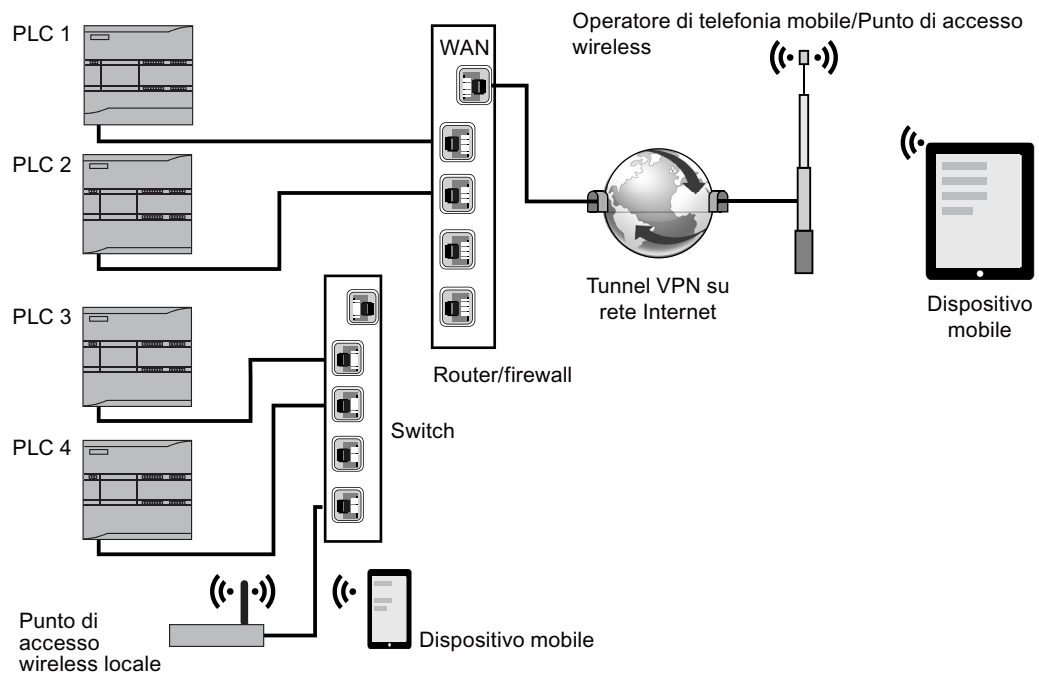 Operatore di telefonia mobile/Punto di accesso
wireless
PLC 1
WAN
PLC 2
Tunnel VPN su
rete Internet
Dispositivo
mobile
PLC 3
Router/firewall
Switch
PLC 4
Punto di
accesso
wireless locale
Dispositivo mobile